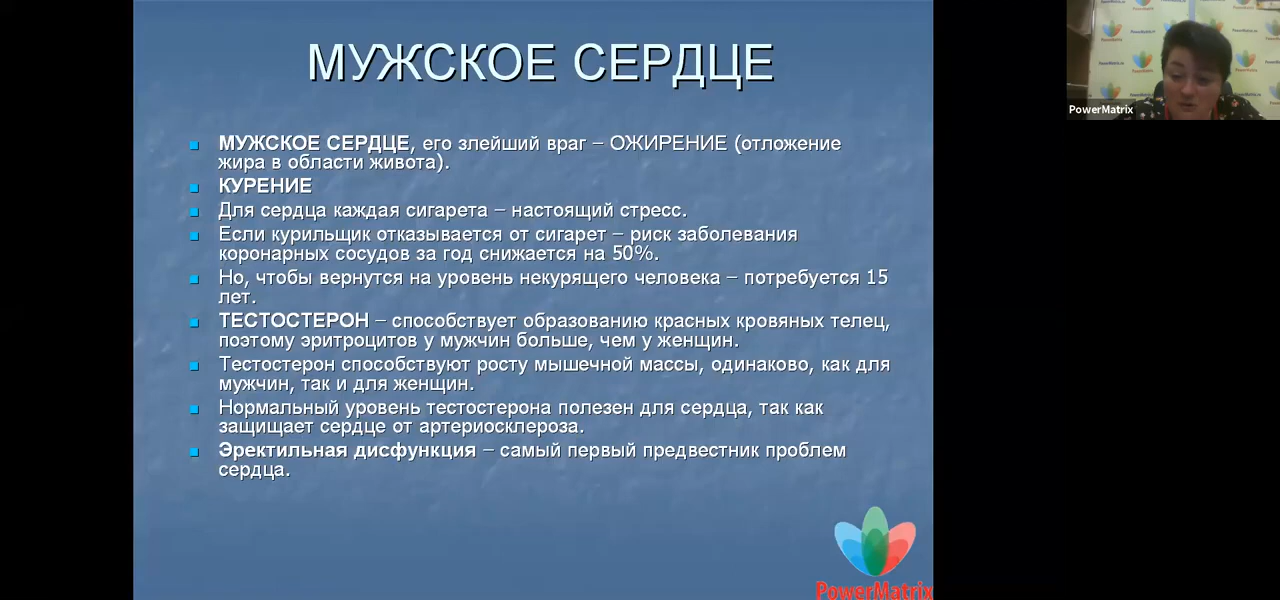 МУЖСКОЕ СЕРДЦЕ
PowerMatrix
МУЖСКОЕ СЕРДЦЕ, его злейший враг – ОЖИРЕНИЕ (отложение
жира в области живота).
КУРЕНИЕ
Для сердца каждая сигарета – настоящий стресс.
Если курильщик отказывается от сигарет – риск заболевания
коронарных сосудов за год снижается на 50%.
Но, чтобы вернутся на уровень некурящего человека – потребуется 15
лет.
ТЕСТОСТЕРОН – способствует образованию красных кровяных телец,
поэтому эритроцитов у мужчин больше, чем у женщин.
Тестостерон способствуют росту мышечной массы, одинаково, как для
мужчин, так и для женщин.
Нормальный уровень тестостерона полезен для сердца, так как
защищает сердце от артериосклероза.
Эректильная дисфункция – самый первый предвестник проблем
сердца.
PowerMatrix